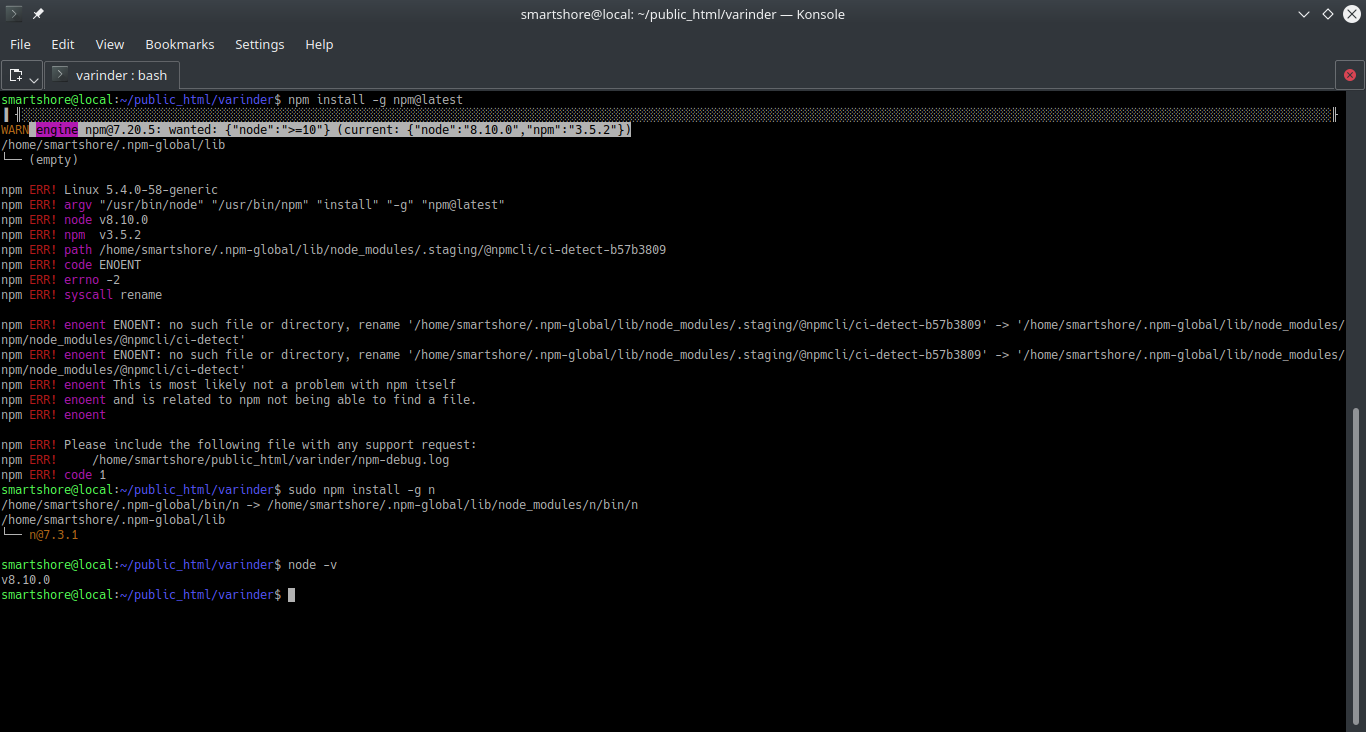 smartshore@local: ~/public_html/varinder — Konsole
File Edit View Bookmarks Settings Help
varinder : bash
smartshore@local:~/public_html/varinder$ npm install -g npm@latest
WARN engine npm@7.20.5: wanted: {"node":">=10"} (current: {"node":"8.10.0","npm":"3.5.2"})
/home/smartshore/.npm-global/lib
└── (empty)
npm ERR! Linux 5.4.0-58-generic
npm ERR! argv "/usr/bin/node" "/usr/bin/npm" "install" "-g" "npm@latest"
npm ERR! node v8.10.0
npm ERR! npm  v3.5.2
npm ERR! path /home/smartshore/.npm-global/lib/node_modules/.staging/@npmcli/ci-detect-b57b3809
npm ERR! code ENOENT
npm ERR! errno -2
npm ERR! syscall rename
npm ERR! enoent ENOENT: no such file or directory, rename '/home/smartshore/.npm-global/lib/node_modules/.staging/@npmcli/ci-detect-b57b3809' -> '/home/smartshore/.npm-global/lib/node_modules/
npm/node_modules/@npmcli/ci-detect'
npm ERR! enoent ENOENT: no such file or directory, rename '/home/smartshore/.npm-global/lib/node_modules/.staging/@npmcli/ci-detect-b57b3809' -> '/home/smartshore/.npm-global/lib/node_modules/
npm/node_modules/@npmcli/ci-detect'
npm ERR! enoent This is most likely not a problem with npm itself
npm ERR! enoent and is related to npm not being able to find a file.
npm ERR! enoent
npm ERR! Please include the following file with any support request:
npm ERR!     /home/smartshore/public_html/varinder/npm-debug.log
npm ERR! code 1
smartshore@local:~/public_html/varinder$ sudo npm install -g n
/home/smartshore/.npm-global/bin/n -> /home/smartshore/.npm-global/lib/node_modules/n/bin/n
/home/smartshore/.npm-global/lib
└── n@7.3.1
smartshore@local:~/public_html/varinder$ node -v
v8.10.0
smartshore@local:~/public_html/varinder$